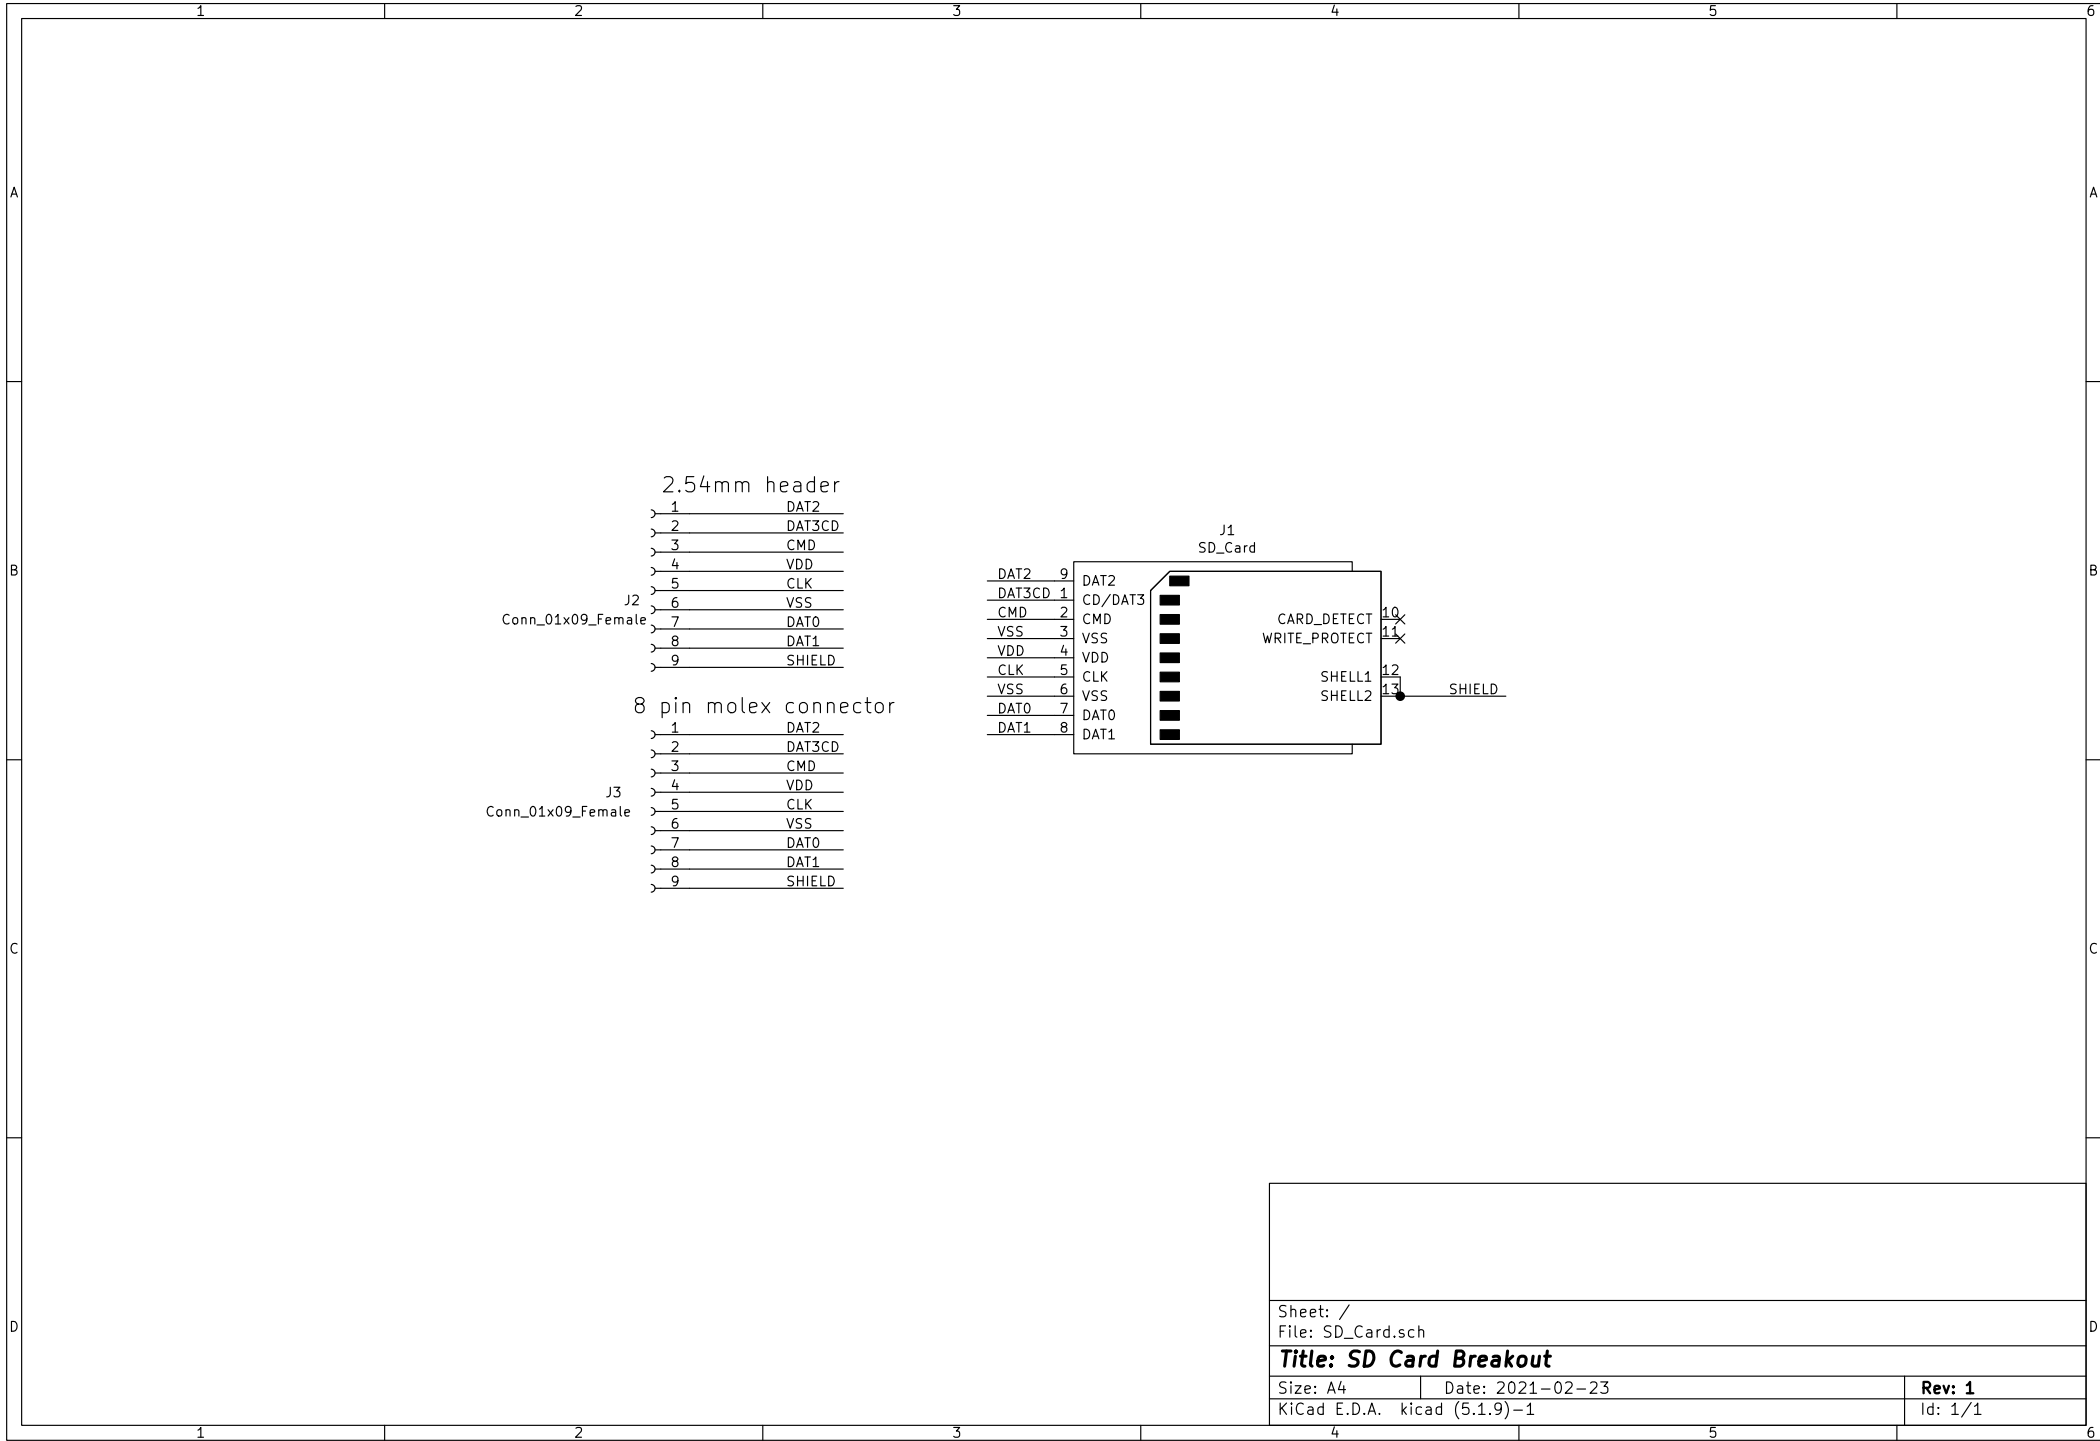 1 2 3 4 5 6
A A
2.54mm header
1 DAT2
2 DAT3CD
3 CMD
4 VDD
5 CLK
6 VSS
7 DAT0
8 DAT1
9 SHIELD
J2
Conn_01x09_Female
8 pin molex connector
1 DAT2
2 DAT3CD
3 CMD
4 VDD
5 CLK
6 VSS
7 DAT0
8 DAT1
9 SHIELD
J3
Conn_01x09_Female
J1
SD_Card
DAT2 9 DAT2
DAT3CD 1 CD/DAT3
CMD 2 CMD
VSS 3 VSS
VDD 4 VDD
CLK 5 CLK
VSS 6 VSS
DAT0 7 DAT0
DAT1 8 DAT1
CARD_DETECT 10
WRITE_PROTECT 11
SHELL1 12
SHELL2 13 SHIELD
B B
C C
D D
Sheet: /
File: SD_Card.sch
Title: SD Card Breakout
Size: A4 Date: 2021-02-23 Rev: 1
KiCad E.D.A. kicad (5.1.9)-1 Id: 1/1
1 2 3 4 5 6